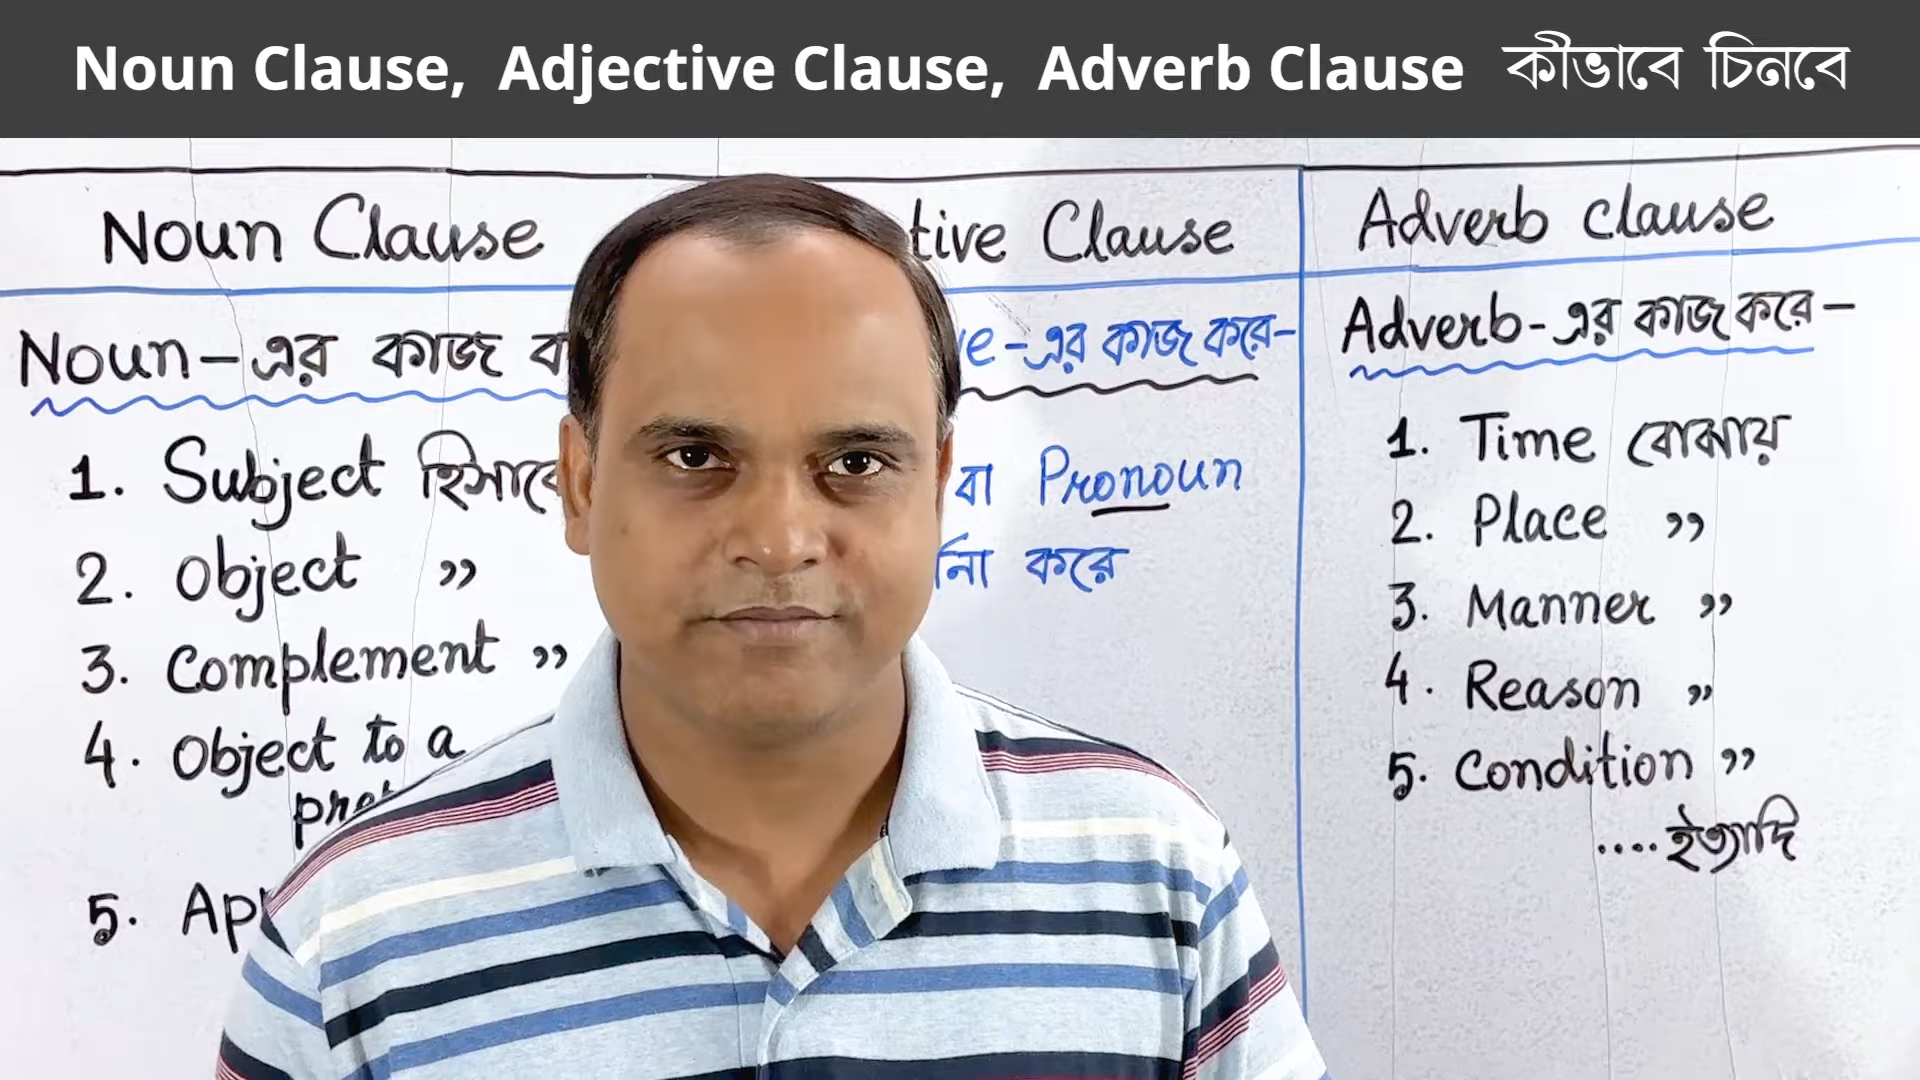 Noun Clause, Adjective Clause, Adverb Clause কীভাবে চিনবে
Noun Clause
Noun-এর কাজ
1. Subject হিসাবে
2. Object ”
3. Complement ”
4. Object to a
5.
tive Clause
-এর কাজ করে-
বা Pronoun
করে
Adverb Clause
Adverb-এর কাজ করে-
1. Time বোঝায়
2. Place ”
3. Manner ”
4. Reason ”
5. Condition ”
.... ইত্যাদি